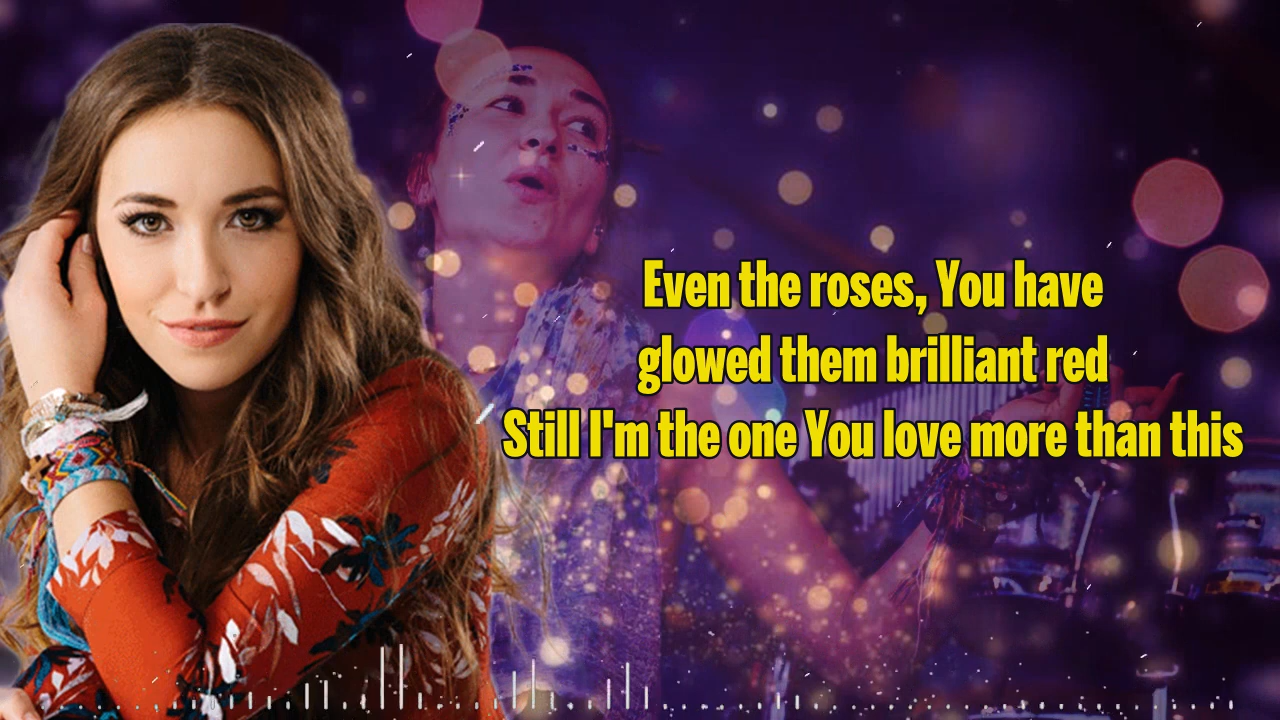 Even the roses, You have
glowed them brilliant red
Still I'm the one You love more than this